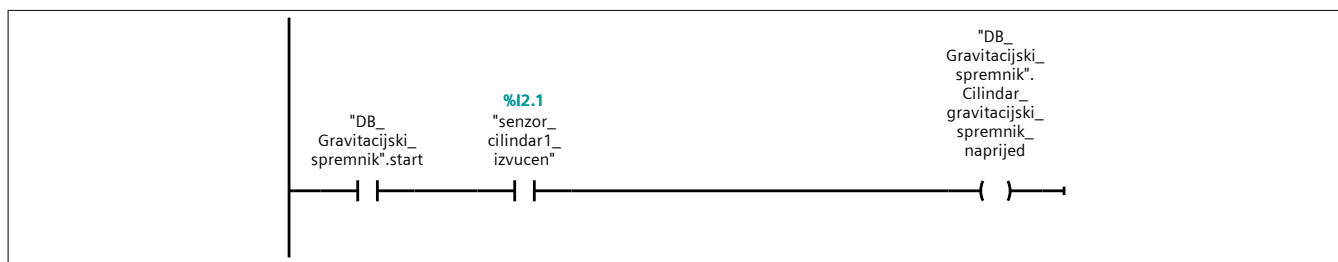 "DB_
Gravitacijski_
spremnik".start
%I2.1
"senzor_
cilindar1_
izvucen"
"DB_
Gravitacijski_
spremnik".
Cilindar_
gravitacijski_
spremnik_
naprijed